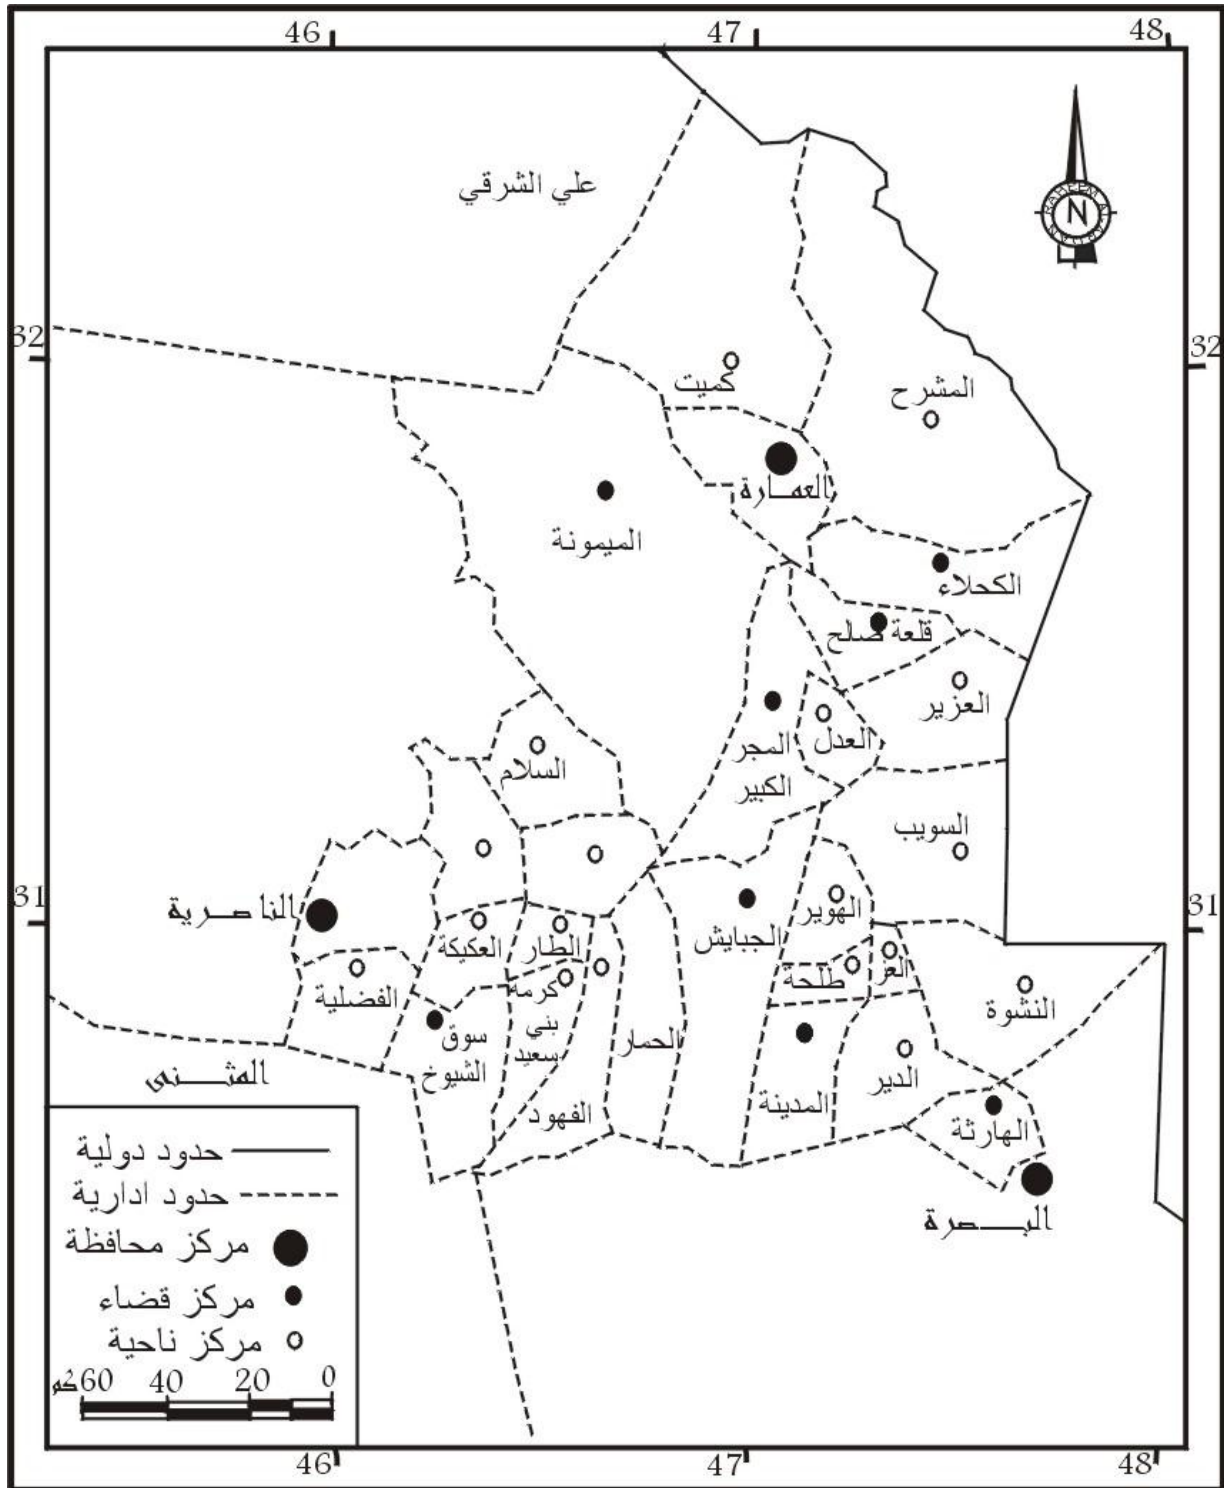 46 47 48
علي الشرقي
N
32 32
كميت
المشرح
العمارة
الميمونة
الكحلاء
قلعة صالح
العزير
العدل
المجر
الكبير
السلام
السويب
31 31
الناصرية
الهوير
الجبايش
العكيكة
الطار
العز
طلحة
كرمة
بني
سعيد
الفضلية
النشوة
سوق
الشيوخ
الحمار
الدير
المثنى
المدينة
الفهود
الهارثة
البصرة
حدود دولية
حدود ادارية
مركز محافظة
مركز قضاء
مركز ناحية
0 20 40 60كم
46 47 48